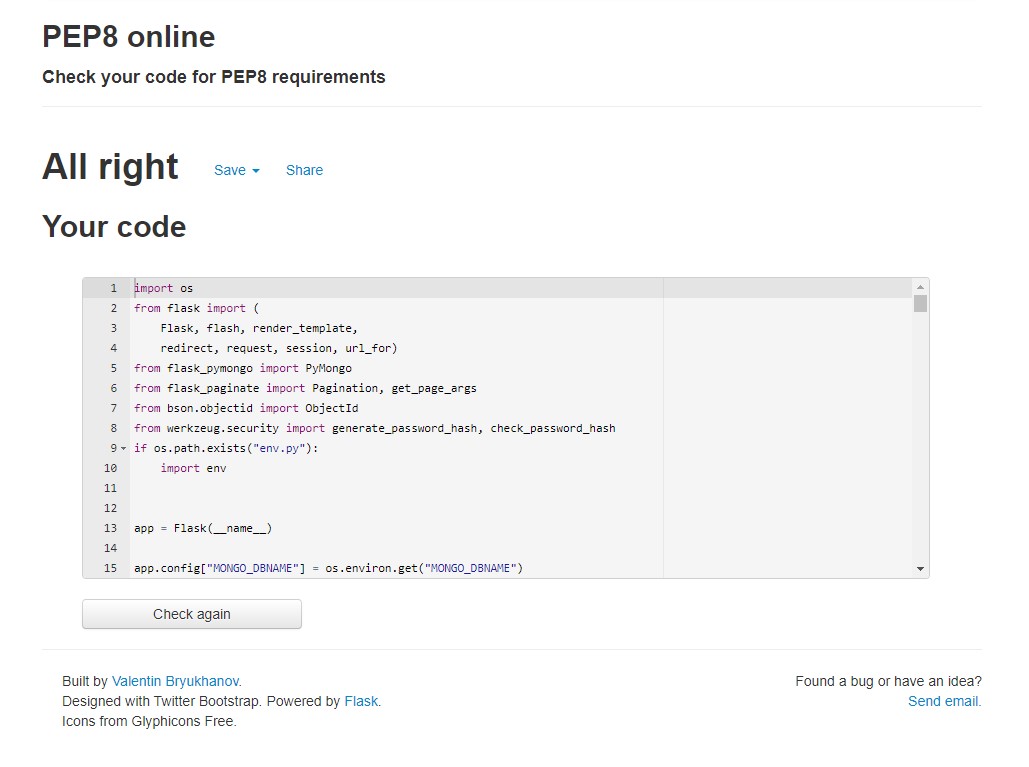 PEP8 online
Check your code for PEP8 requirements
All right Save Share
Your code
1 import os
2 from flask import (
3 Flask, flash, render_template,
4 redirect, request, session, url_for)
5 from flask_pymongo import PyMongo
6 from flask_paginate import Pagination, get_page_args
7 from bson.objectid import ObjectId
8 from werkzeug.security import generate_password_hash, check_password_hash
9 if os.path.exists("env.py"):
10 import env
11
12
13 app = Flask(__name__)
14
15 app.config["MONGO_DBNAME"] = os.environ.get("MONGO_DBNAME")
Check again
Built by Valentin Bryukhanov.
Designed with Twitter Bootstrap. Powered by Flask.
Icons from Glyphicons Free.
Found a bug or have an idea?
Send email.